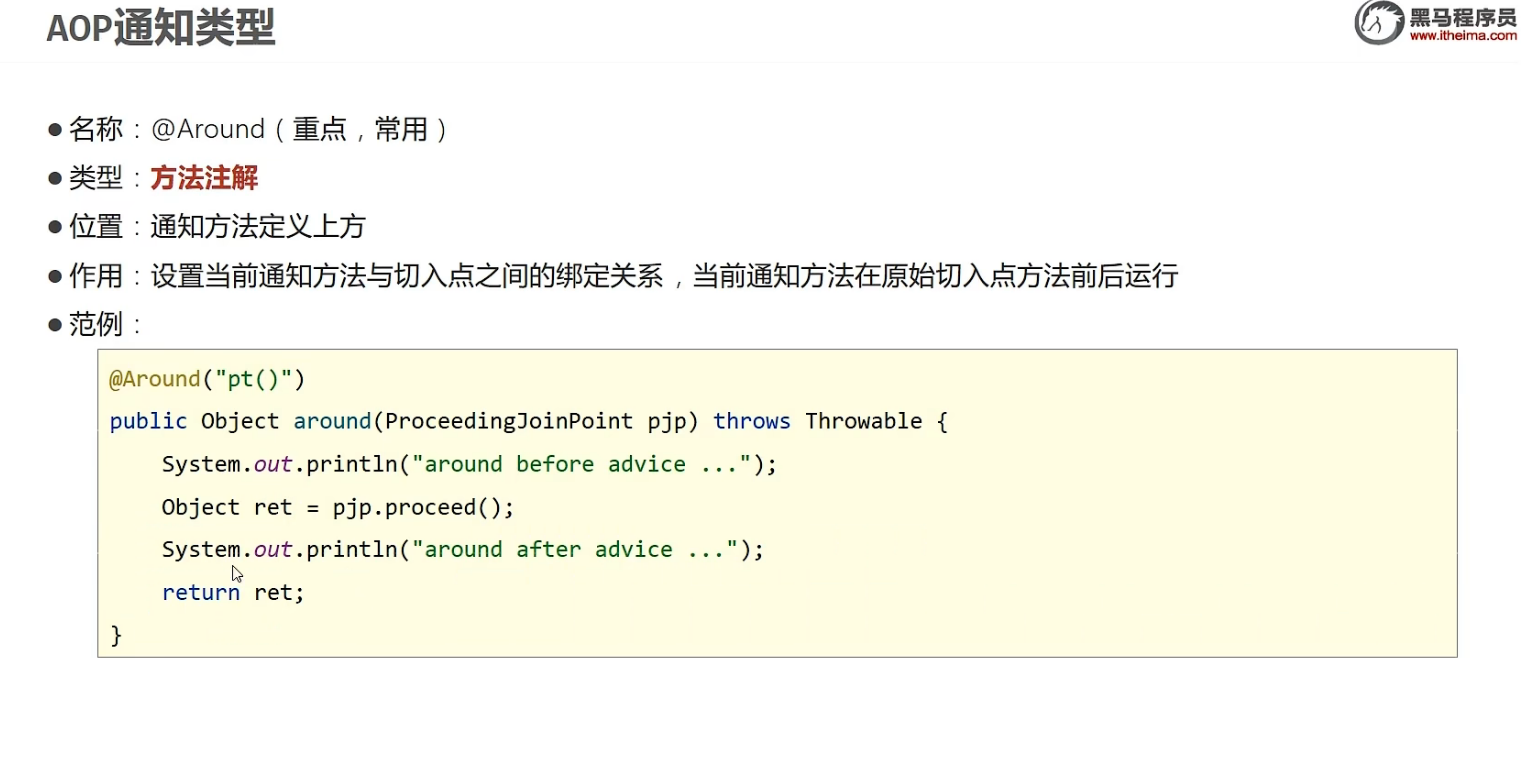 AOP通知类型
黑马程序员
www.itheima.com
● 名称：@Around（重点，常用）
● 类型：方法注解
● 位置：通知方法定义上方
● 作用：设置当前通知方法与切入点之间的绑定关系，当前通知方法在原始切入点方法前后运行
● 范例：
@Around("pt()")
public Object around(ProceedingJoinPoint pjp) throws Throwable {
    System.out.println("around before advice ...");
    Object ret = pjp.proceed();
    System.out.println("around after advice ...");
    return ret;
}